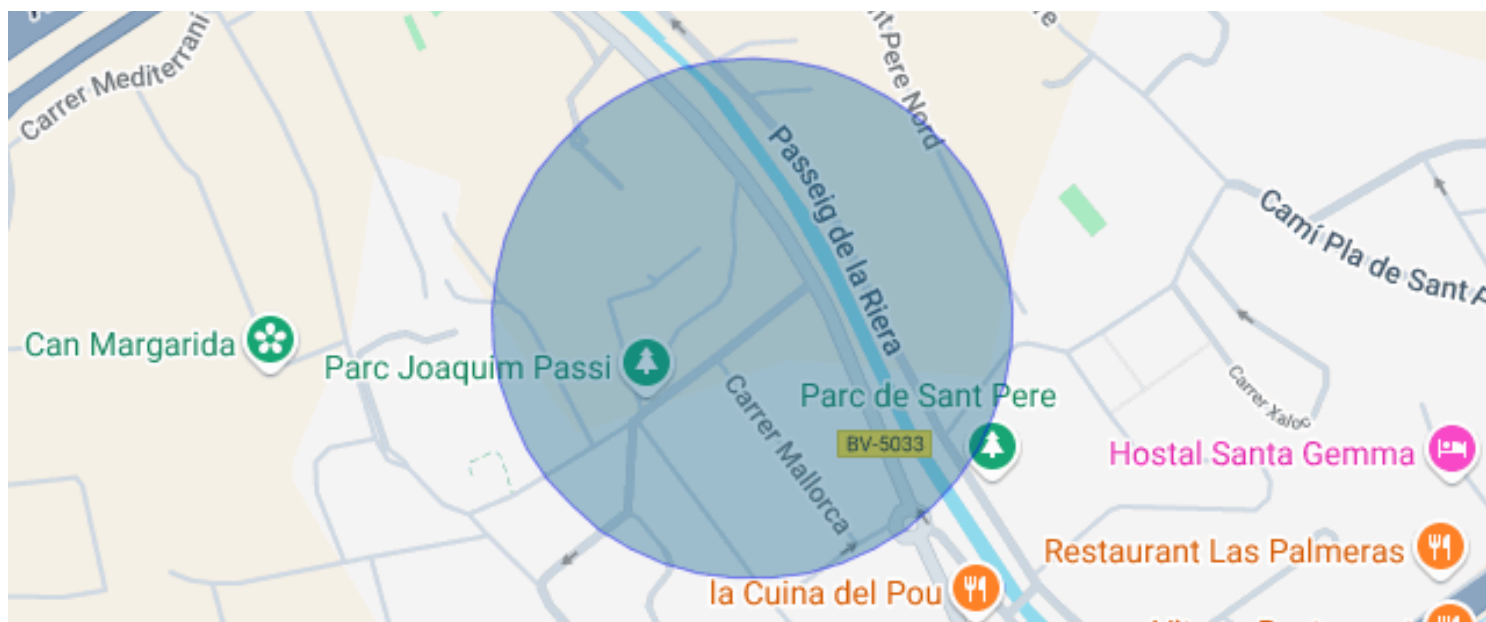 Carrer Mediterrani
Pere Nord
Passeig de la Riera
Camí Pla de Sant
Can Margarida
Parc Joaquim Passi
Carrer Mallorca
Parc de Sant Pere
BV-5033
Carrer Xaloc
Hostal Santa Gemma
Restaurant Las Palmeras
la Cuina del Pou